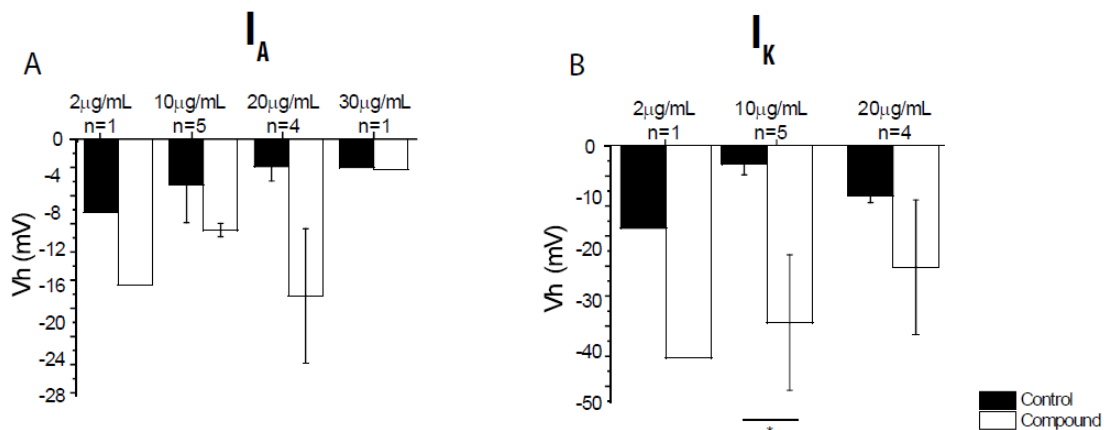 I_A
I_K
A
B
2μg/mL 10μg/mL 20μg/mL 30μg/mL
n=1 n=5 n=4 n=1
0
-4
-8
-12
-16
-20
-24
-28
Vh (mV)
2μg/mL 10μg/mL 20μg/mL
n=1 n=5 n=4
0
-10
-20
-30
-40
-50
Vh (mV)
*
Control
Compound